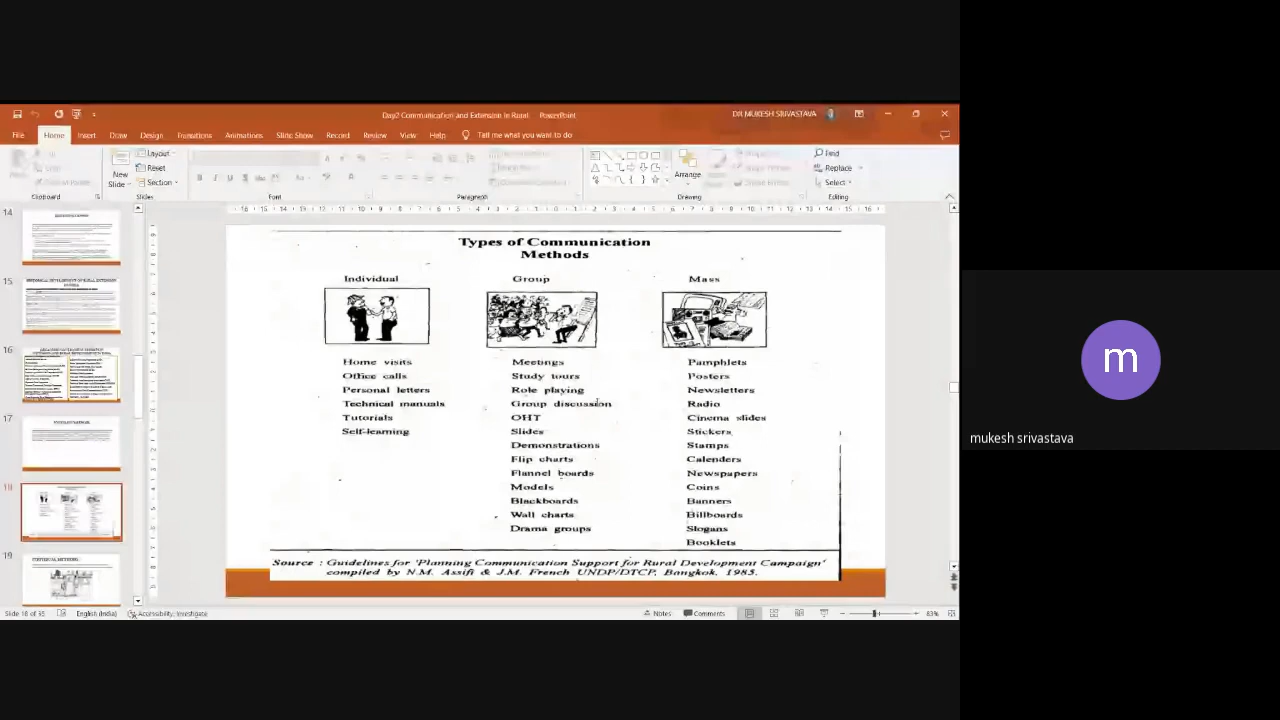 Day2 Communication and Extension in Rural - PowerPoint
DR MUKESH SRIVASTAVA
File Home Insert Draw Design Transitions Animations Slide Show Record Review View Help Tell me what you want to do
New
Slide
Layout
Reset
Section
Arrange
Find
Replace
Select
Clipboard
Slides
Font
Paragraph
Drawing
Editing
14
15
16
17
18
19
Types of Communication
Methods
Individual
Home visits
Office calls
Personal letters
Technical manuals
Tutorials
Self-learning
Group
Meetings
Study tours
Role playing
Group discussion
OHT
Slides
Demonstrations
Flip charts
Flannel boards
Models
Blackboards
Wall charts
Drama groups
Mass
Pamphlets
Posters
Newsletters
Radio
Cinema slides
Stickers
Stamps
Calenders
Newspapers
Coins
Banners
Billboards
Slogans
Booklets
Source : Guidelines for 'Planning Communication Support for Rural Development Campaign'
compiled by N.M. Assifi & J.M. French UNDP/DTCP, Bangkok. 1985.
Slide 18 of 35 English (India) Accessibility: Investigate Notes Comments 83%
m
mukesh srivastava